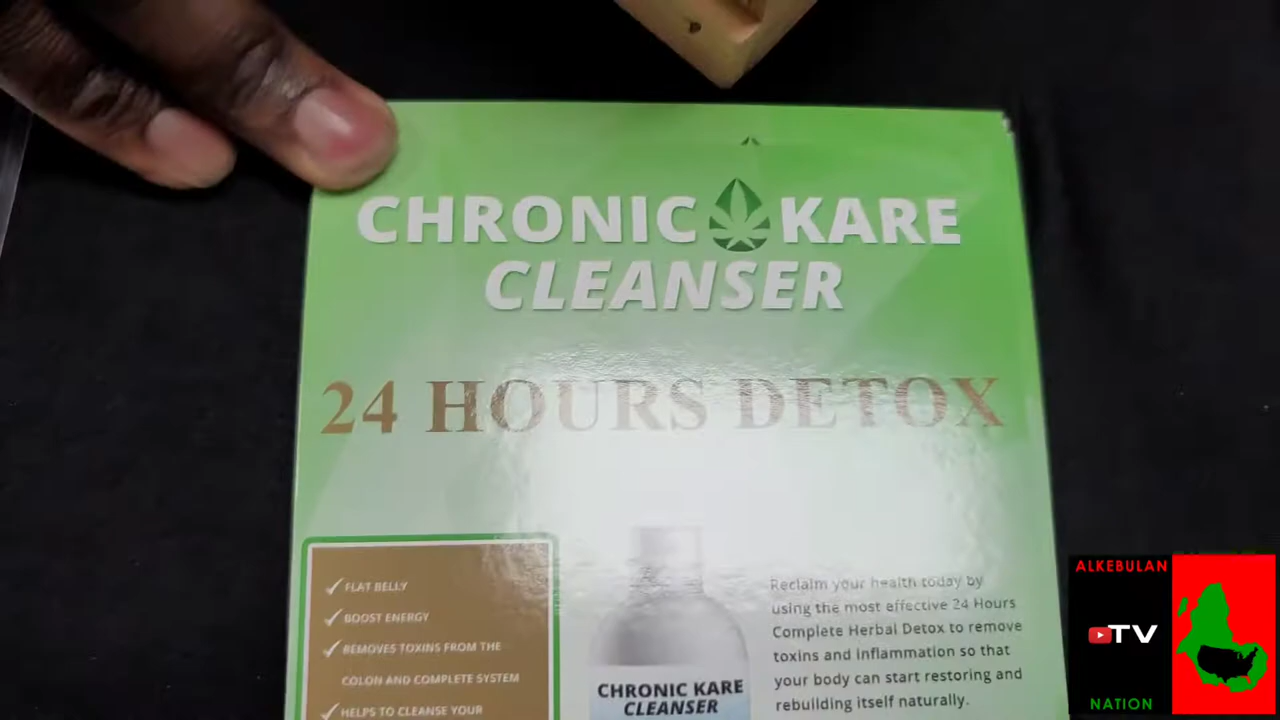 CHRONIC KARE
CLEANSER
24 HOURS DETOX
FLAT BELLY
BOOST ENERGY
REMOVES TOXINS FROM THE
COLON AND COMPLETE SYSTEM
HELPS TO CLEANSE YOUR
CHRONIC KARE
CLEANSER
Reclaim your health today by
using the most effective 24 Hours
Complete Herbal Detox to remove
toxins and inflammation so that
your body can start restoring and
rebuilding itself naturally.
ALKEBULAN
TV
NATION